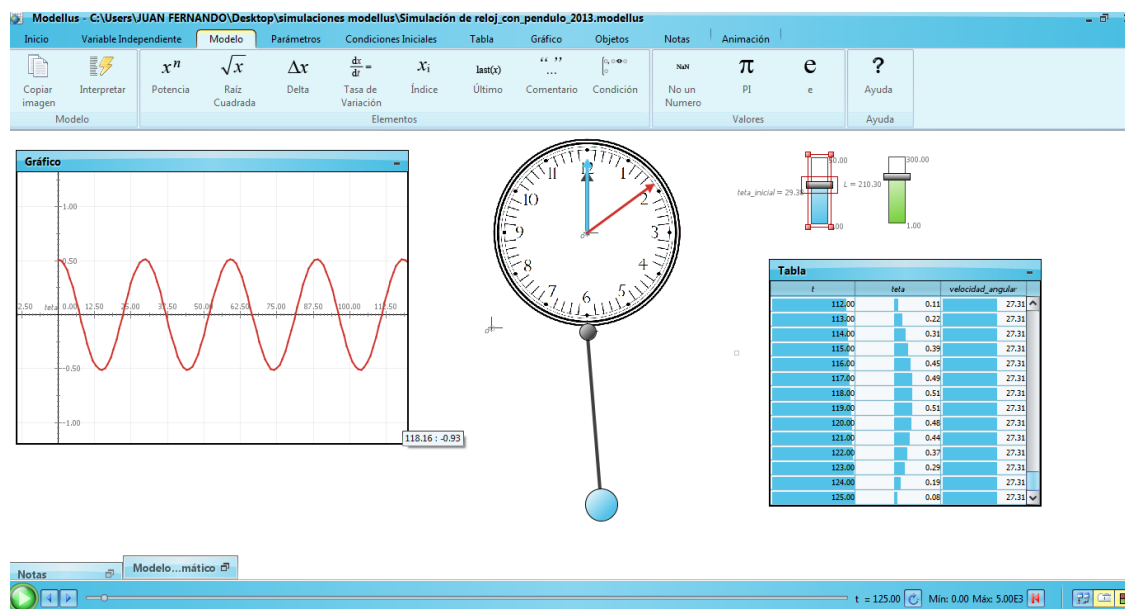 Modellus - C:\Users\JUAN FERNANDO\Desktop\simulaciones modellus\Simulación de reloj_con_pendulo_2013.modellus
Inicio Variable Independiente Modelo Parámetros Condiciones Iniciales Tabla Gráfico Objetos Notas Animación
xⁿ √x Δx dx/dt = xᵢ last(x) “ ” ... NaN π e ?
Copiar imagen Interpretar Potencia Raíz Cuadrada Delta Tasa de Variación Índice Último Comentario Condición No un Numero PI e Ayuda
Modelo Elementos Valores Ayuda
Gráfico
1.00
0.50
2.50 teta 0.00 12.50 25.00 37.50 50.00 62.50 75.00 87.50 100.00 112.50
-0.50
-1.00
118.16 : -0.93
12 1 2 3 4 5 6 7 8 9 10 11
300.00
teta_inicial = 29.38
L = 210.30
1.00
Tabla
t teta velocidad_angular
112.00 0.11 27.31
113.00 0.22 27.31
114.00 0.31 27.31
115.00 0.39 27.31
116.00 0.45 27.31
117.00 0.49 27.31
118.00 0.51 27.31
119.00 0.51 27.31
120.00 0.48 27.31
121.00 0.44 27.31
122.00 0.37 27.31
123.00 0.29 27.31
124.00 0.19 27.31
125.00 0.08 27.31
Notas
Modelo...mático
t = 125.00 Mín: 0.00 Máx: 5.00E3